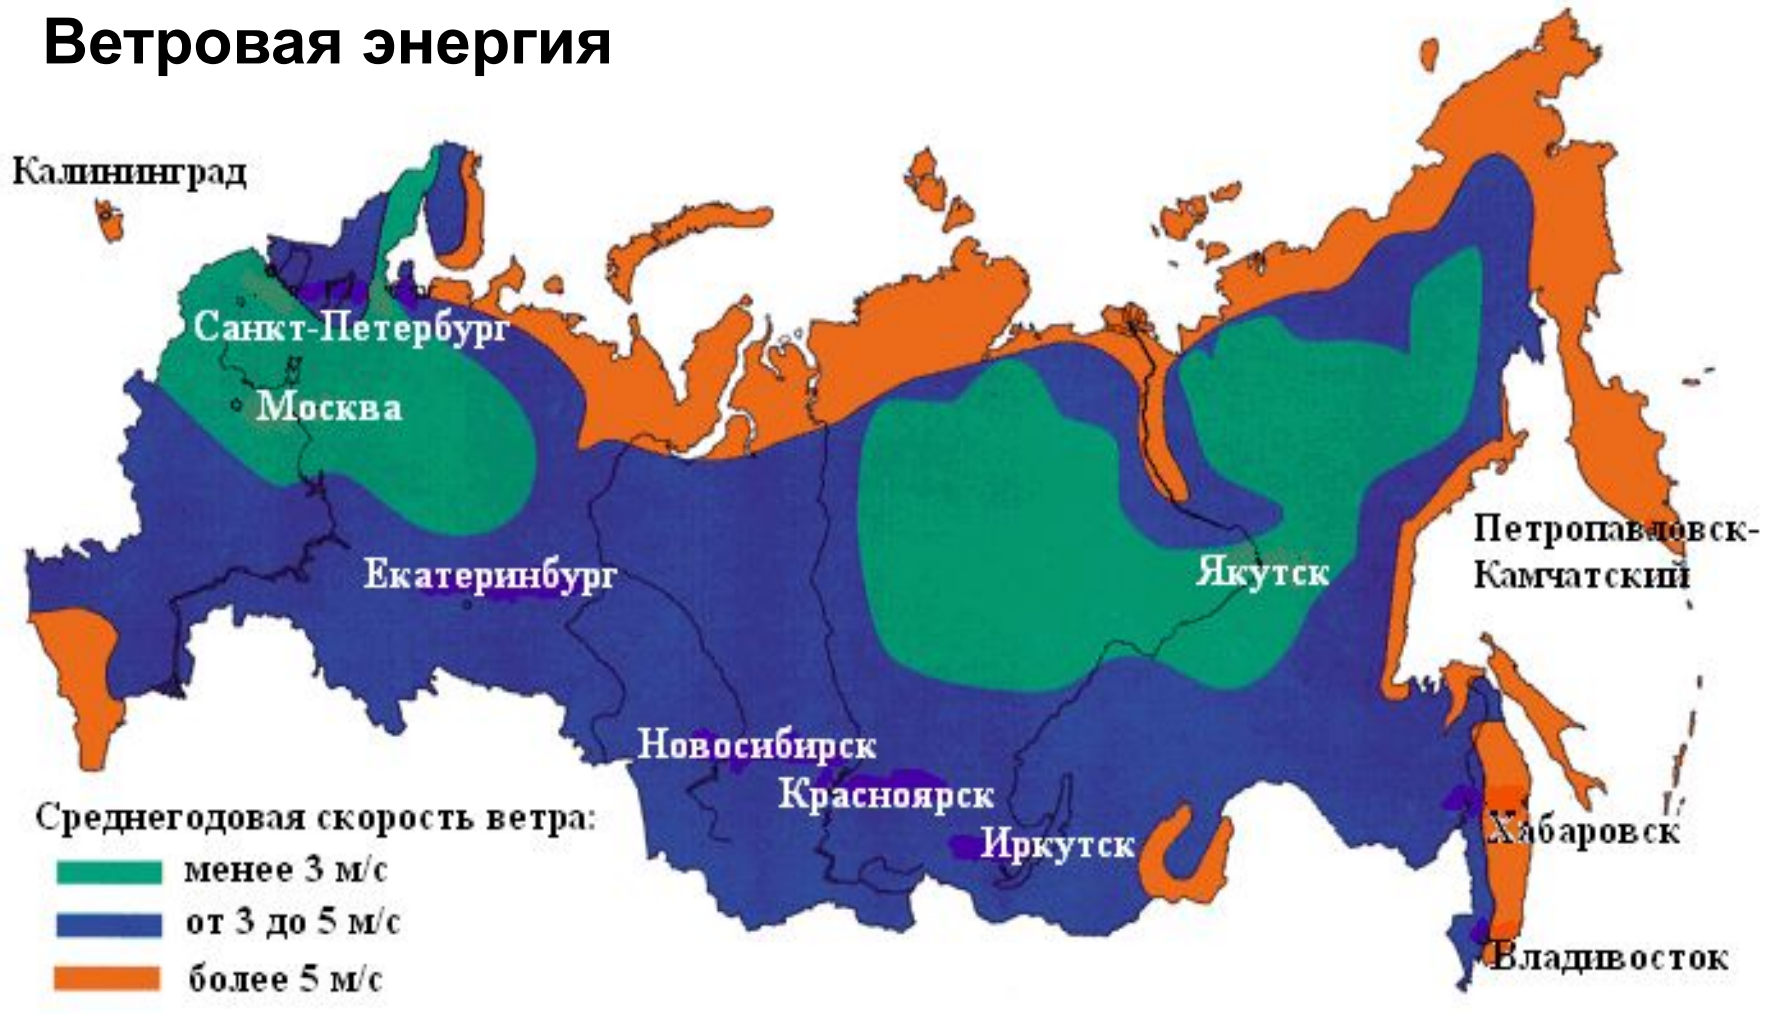 Ветровая энергия
Калининград
Санкт-Петербург
Москва
Петропавловск-
Камчатский
Екатеринбург
Якутск
Новосибирск
Красноярск
Иркутск
Хабаровск
Владивосток
Среднегодовая скорость ветра:
менее 3 м/с
от 3 до 5 м/с
более 5 м/с